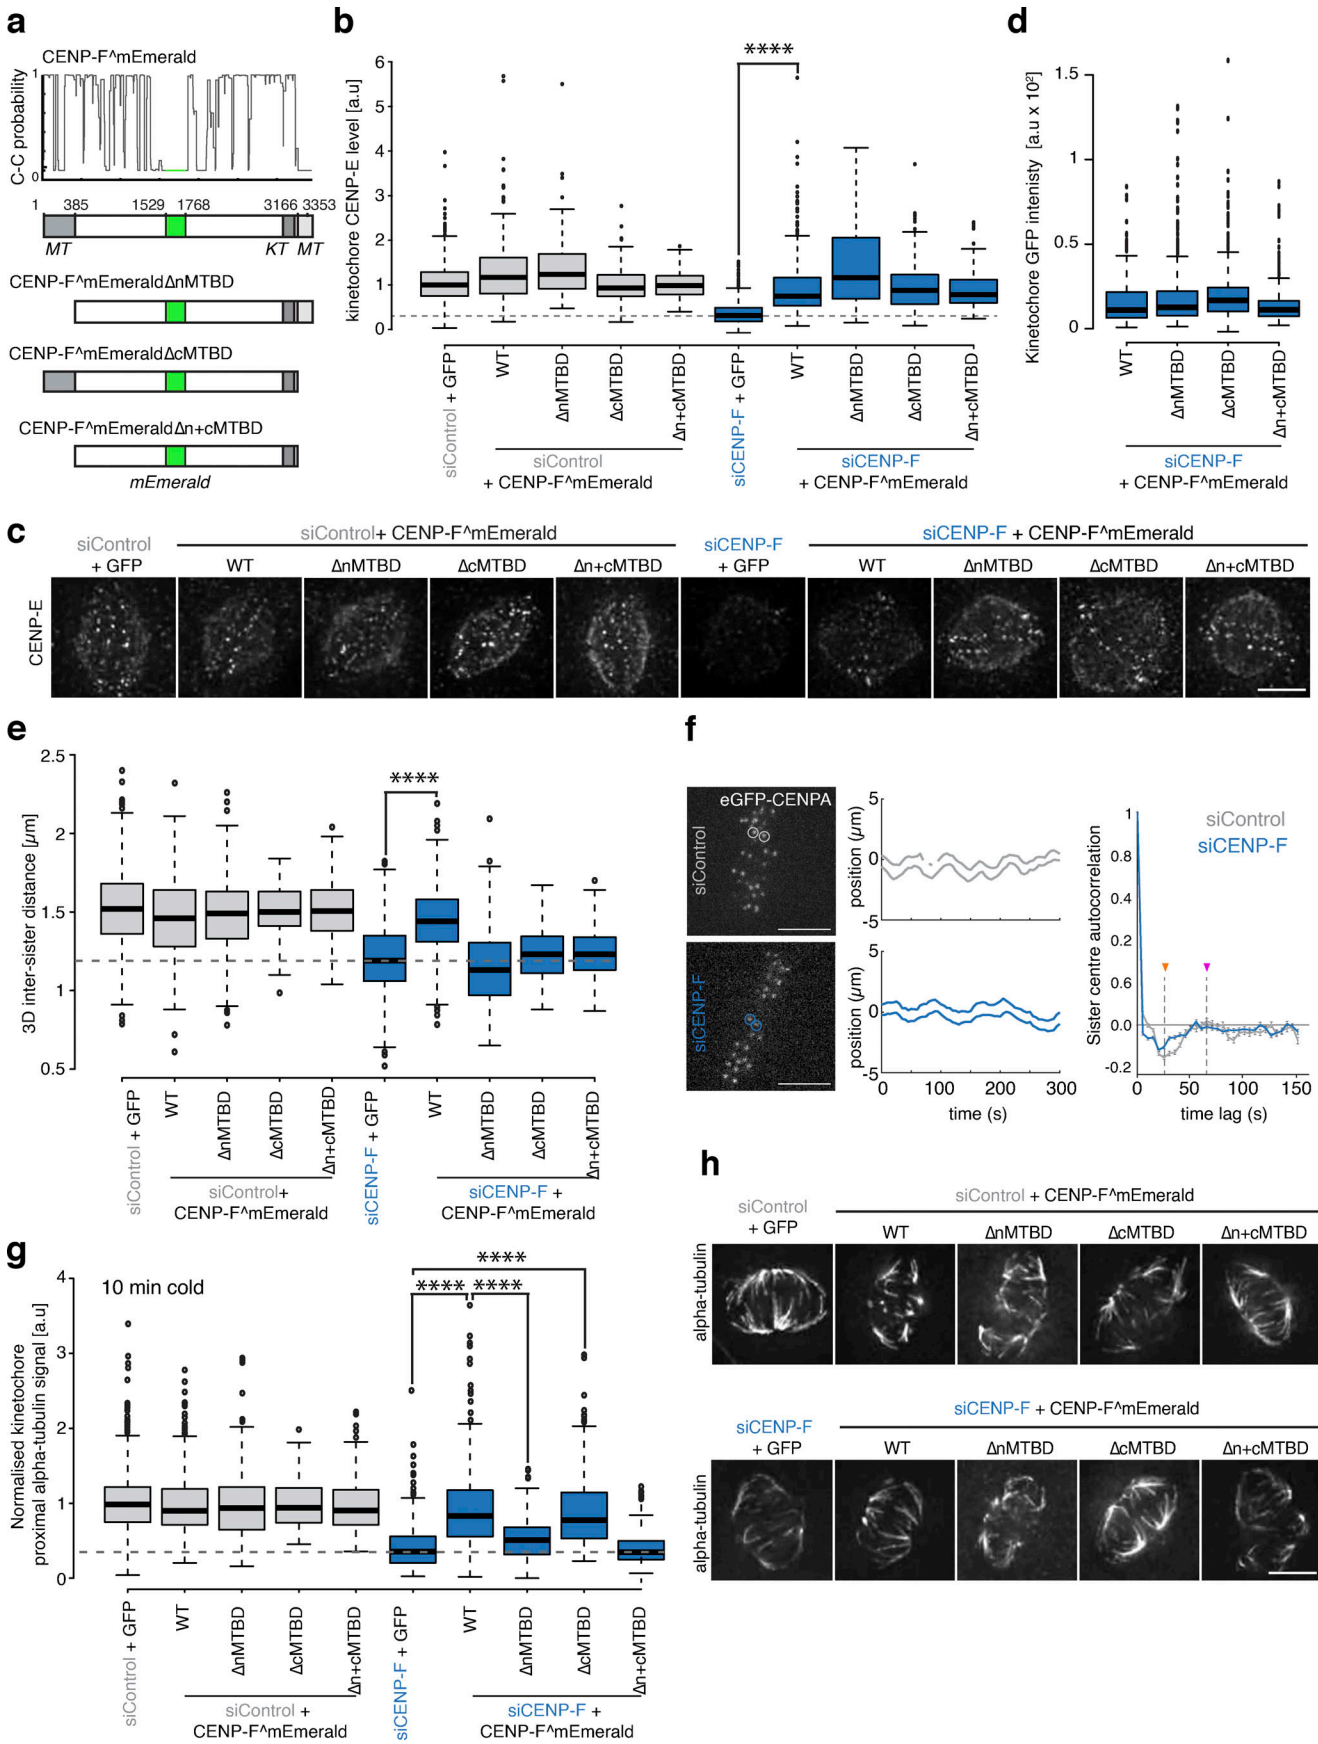 a
CENP-F^mEmerald
C-C probability
1
0
1 385 1529 1768 3166 3353
MT KT MT
CENP-F^mEmeraldΔnMTBD
CENP-F^mEmeraldΔcMTBD
CENP-F^mEmeraldΔn+cMTBD
mEmerald
b
kinetochore CENP-E level [a.u]
6
5
4
3
2
1
0
****
siControl + GFP
WT
ΔnMTBD
ΔcMTBD
Δn+cMTBD
siControl
+ CENP-F^mEmerald
siCENP-F + GFP
WT
ΔnMTBD
ΔcMTBD
Δn+cMTBD
siCENP-F
+ CENP-F^mEmerald
d
Kinetochore GFP intenisty [a.u x 10²]
1.5
1
0.5
0
WT
ΔnMTBD
ΔcMTBD
Δn+cMTBD
siCENP-F
+ CENP-F^mEmerald
c
siControl
+ GFP
siControl+ CENP-F^mEmerald
WT ΔnMTBD ΔcMTBD Δn+cMTBD
siCENP-F
+ GFP
siCENP-F + CENP-F^mEmerald
WT ΔnMTBD ΔcMTBD Δn+cMTBD
CENP-E
e
3D inter-sister distance [µm]
2.5
2
1.5
1
0.5
****
siControl + GFP
WT
ΔnMTBD
ΔcMTBD
Δn+cMTBD
siControl+
CENP-F^mEmerald
siCENP-F + GFP
WT
ΔnMTBD
ΔcMTBD
Δn+cMTBD
siCENP-F +
CENP-F^mEmerald
f
eGFP-CENPA
siControl
siCENP-F
position (µm)
5
0
-5
position (µm)
5
0
-5
0 100 200 300
time (s)
siControl
siCENP-F
Sister centre autocorrelation
1
0.8
0.4
0.2
0.6
0.0
-0.2
0 50 100 150
time lag (s)
g
10 min cold
Normalised kinetochore
proximal alpha-tubulin signal [a.u]
4
3
2
1
0
****
**** ****
siControl + GFP
WT
ΔnMTBD
ΔcMTBD
Δn+cMTBD
siControl +
CENP-F^mEmerald
siCENP-F + GFP
WT
ΔnMTBD
ΔcMTBD
Δn+cMTBD
siCENP-F +
CENP-F^mEmerald
h
siControl
+ GFP
siControl + CENP-F^mEmerald
WT ΔnMTBD ΔcMTBD Δn+cMTBD
alpha-tubulin
siCENP-F
+ GFP
siCENP-F + CENP-F^mEmerald
WT ΔnMTBD ΔcMTBD Δn+cMTBD
alpha-tubulin